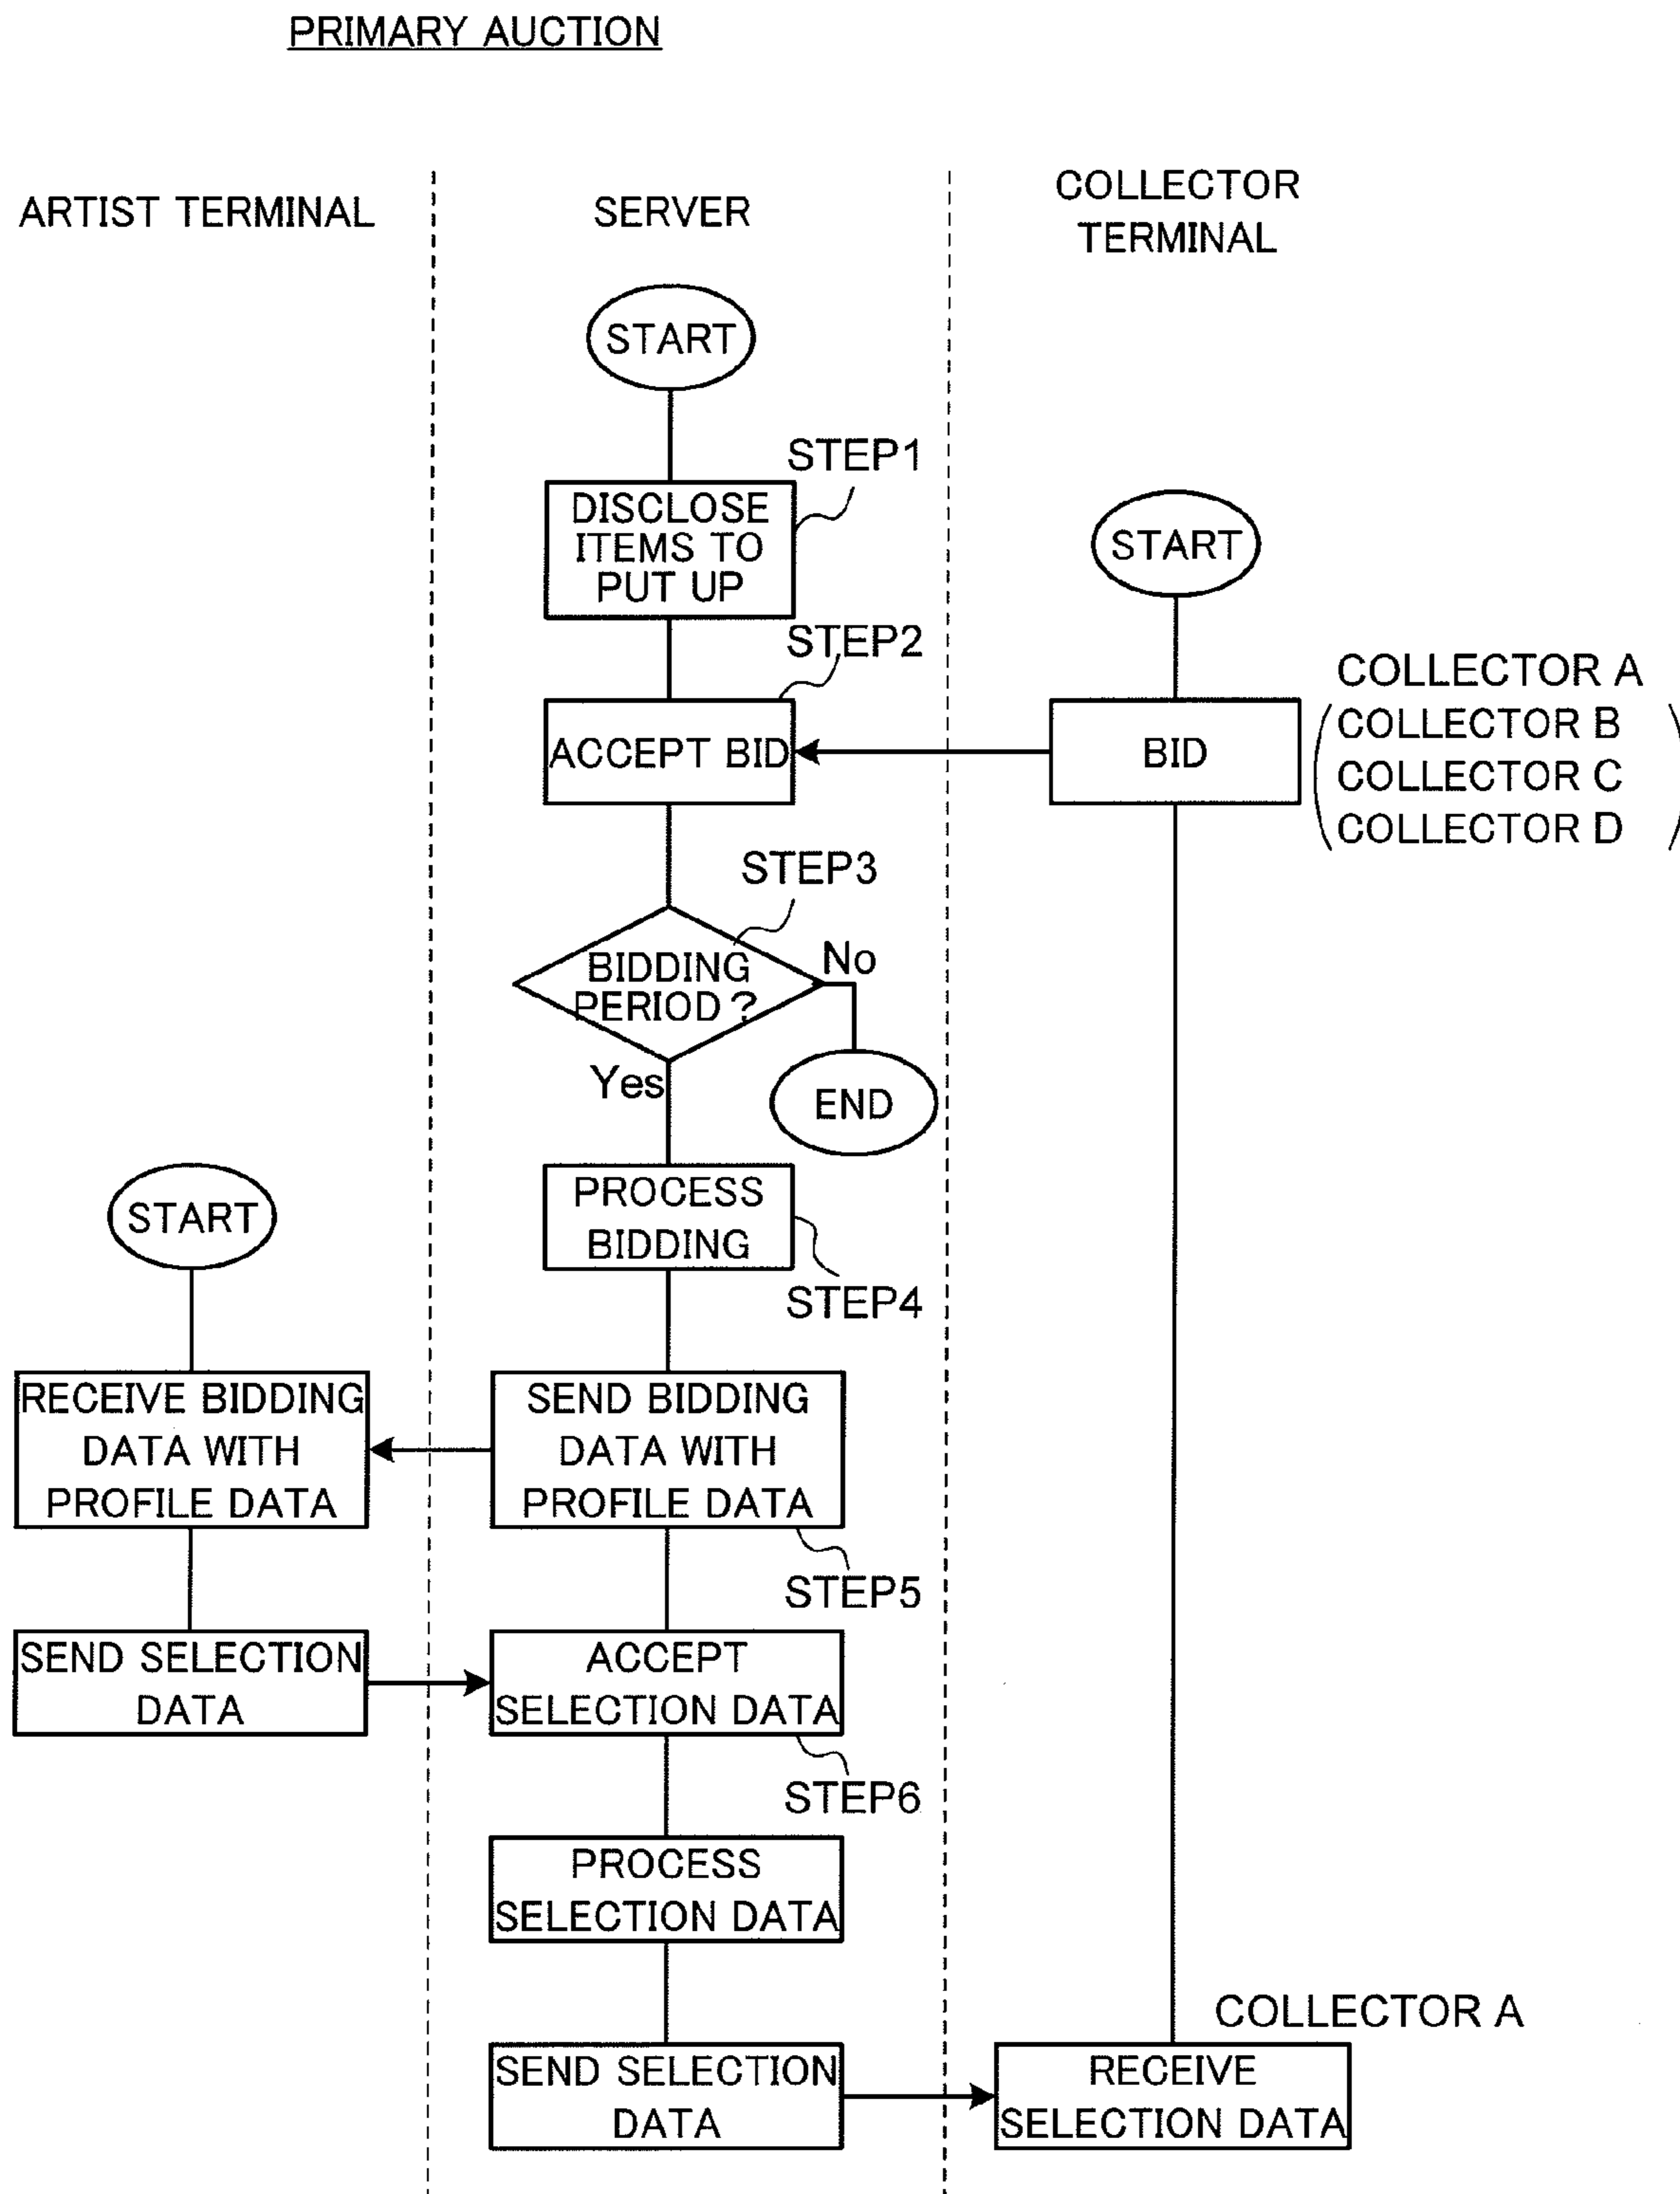 PRIMARY AUCTION
ARTIST TERMINAL
SERVER
COLLECTOR
TERMINAL
START
STEP1
DISCLOSE
ITEMS TO
PUT UP
START
STEP2
ACCEPT BID
BID
COLLECTOR A
(COLLECTOR B
COLLECTOR C
COLLECTOR D)
STEP3
BIDDING
PERIOD?
No
Yes
END
START
PROCESS
BIDDING
STEP4
RECEIVE BIDDING
DATA WITH
PROFILE DATA
SEND BIDDING
DATA WITH
PROFILE DATA
STEP5
SEND SELECTION
DATA
ACCEPT
SELECTION DATA
STEP6
PROCESS
SELECTION DATA
COLLECTOR A
SEND SELECTION
DATA
RECEIVE
SELECTION DATA